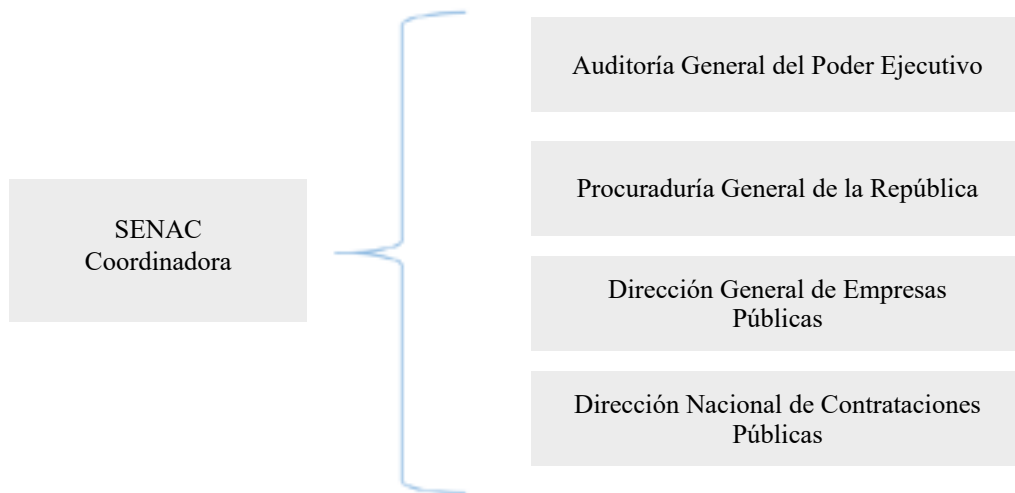 SENAC
Coordinadora
Auditoría General del Poder Ejecutivo
Procuraduría General de la República
Dirección General de Empresas
Públicas
Dirección Nacional de Contrataciones
Públicas